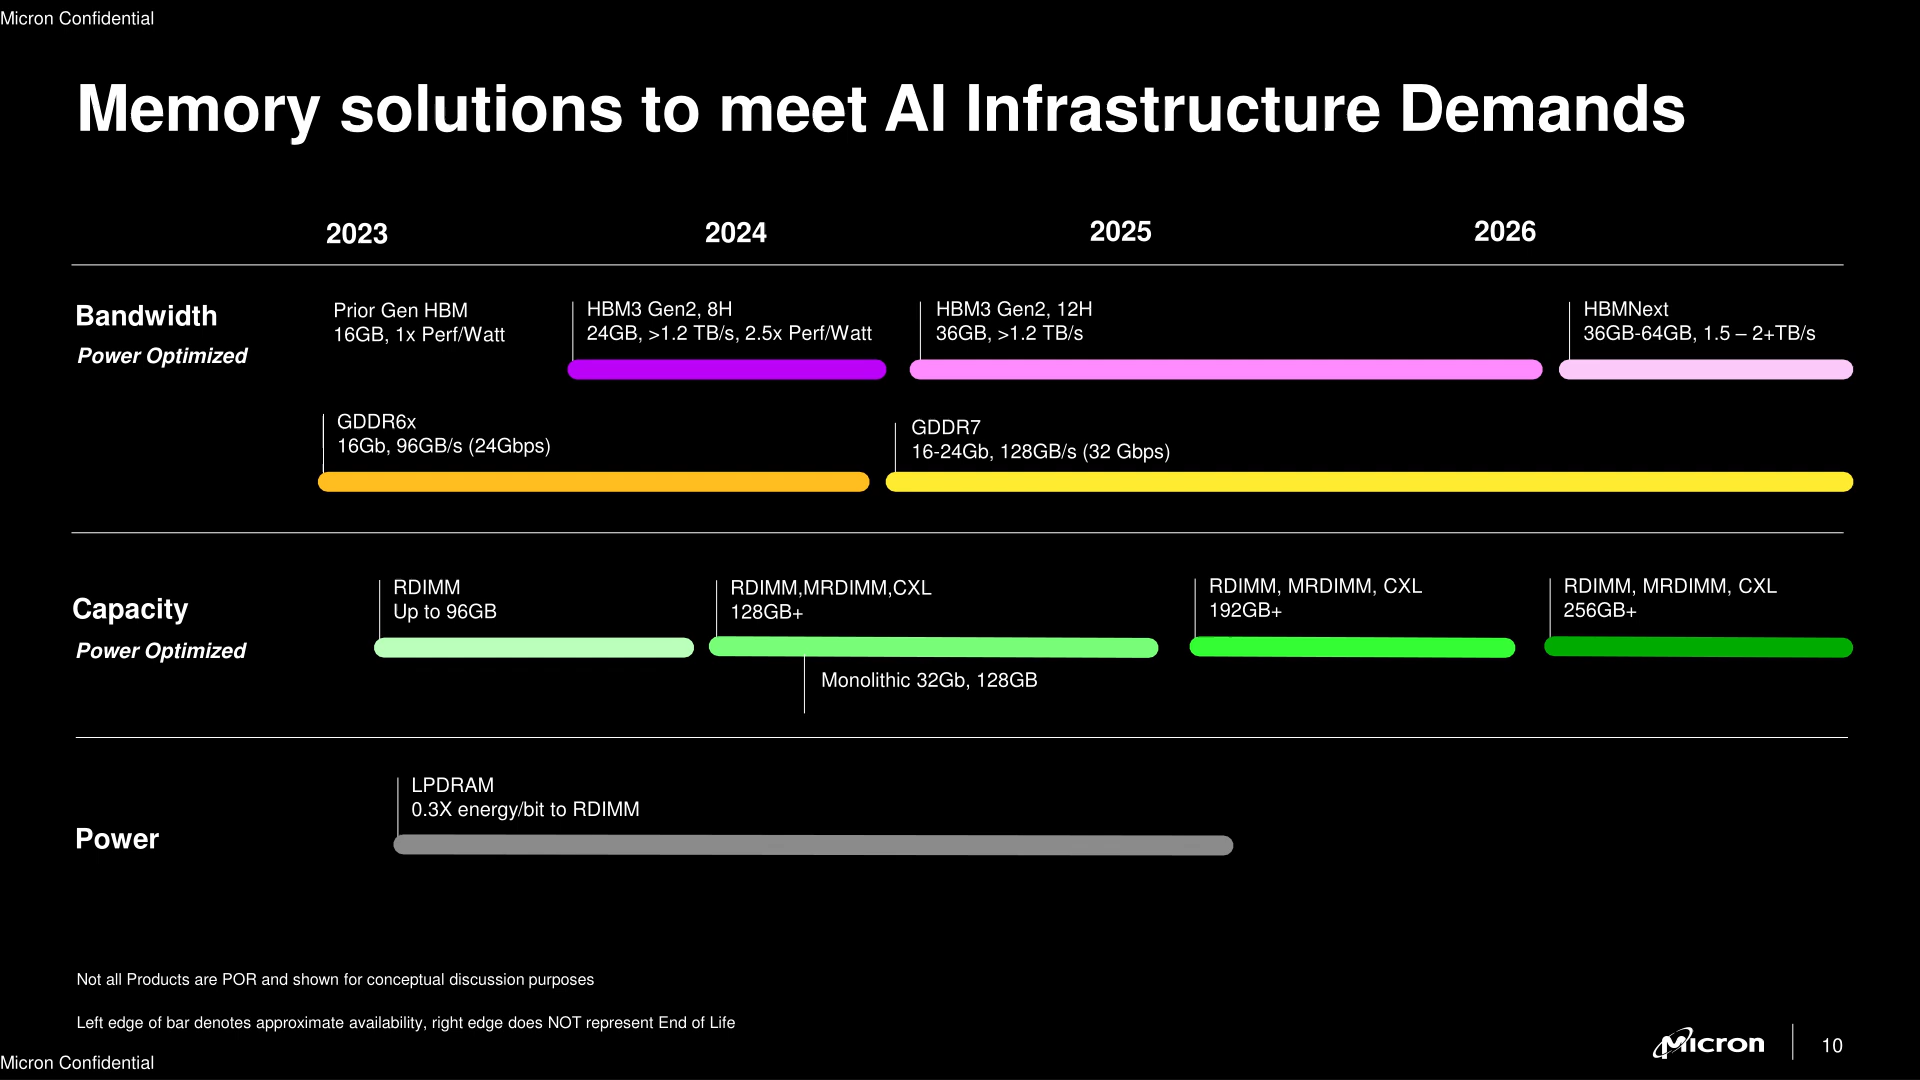 Micron Confidential
Memory solutions to meet AI Infrastructure Demands
2023 2024 2025 2026
Bandwidth
Power Optimized
Prior Gen HBM
16GB, 1x Perf/Watt
HBM3 Gen2, 8H
24GB, >1.2 TB/s, 2.5x Perf/Watt
HBM3 Gen2, 12H
36GB, >1.2 TB/s
HBMNext
36GB-64GB, 1.5 – 2+TB/s
GDDR6x
16Gb, 96GB/s (24Gbps)
GDDR7
16-24Gb, 128GB/s (32 Gbps)
Capacity
Power Optimized
RDIMM
Up to 96GB
RDIMM,MRDIMM,CXL
128GB+
Monolithic 32Gb, 128GB
RDIMM, MRDIMM, CXL
192GB+
RDIMM, MRDIMM, CXL
256GB+
Power
LPDRAM
0.3X energy/bit to RDIMM
Not all Products are POR and shown for conceptual discussion purposes
Left edge of bar denotes approximate availability, right edge does NOT represent End of Life
Micron
10
Micron Confidential